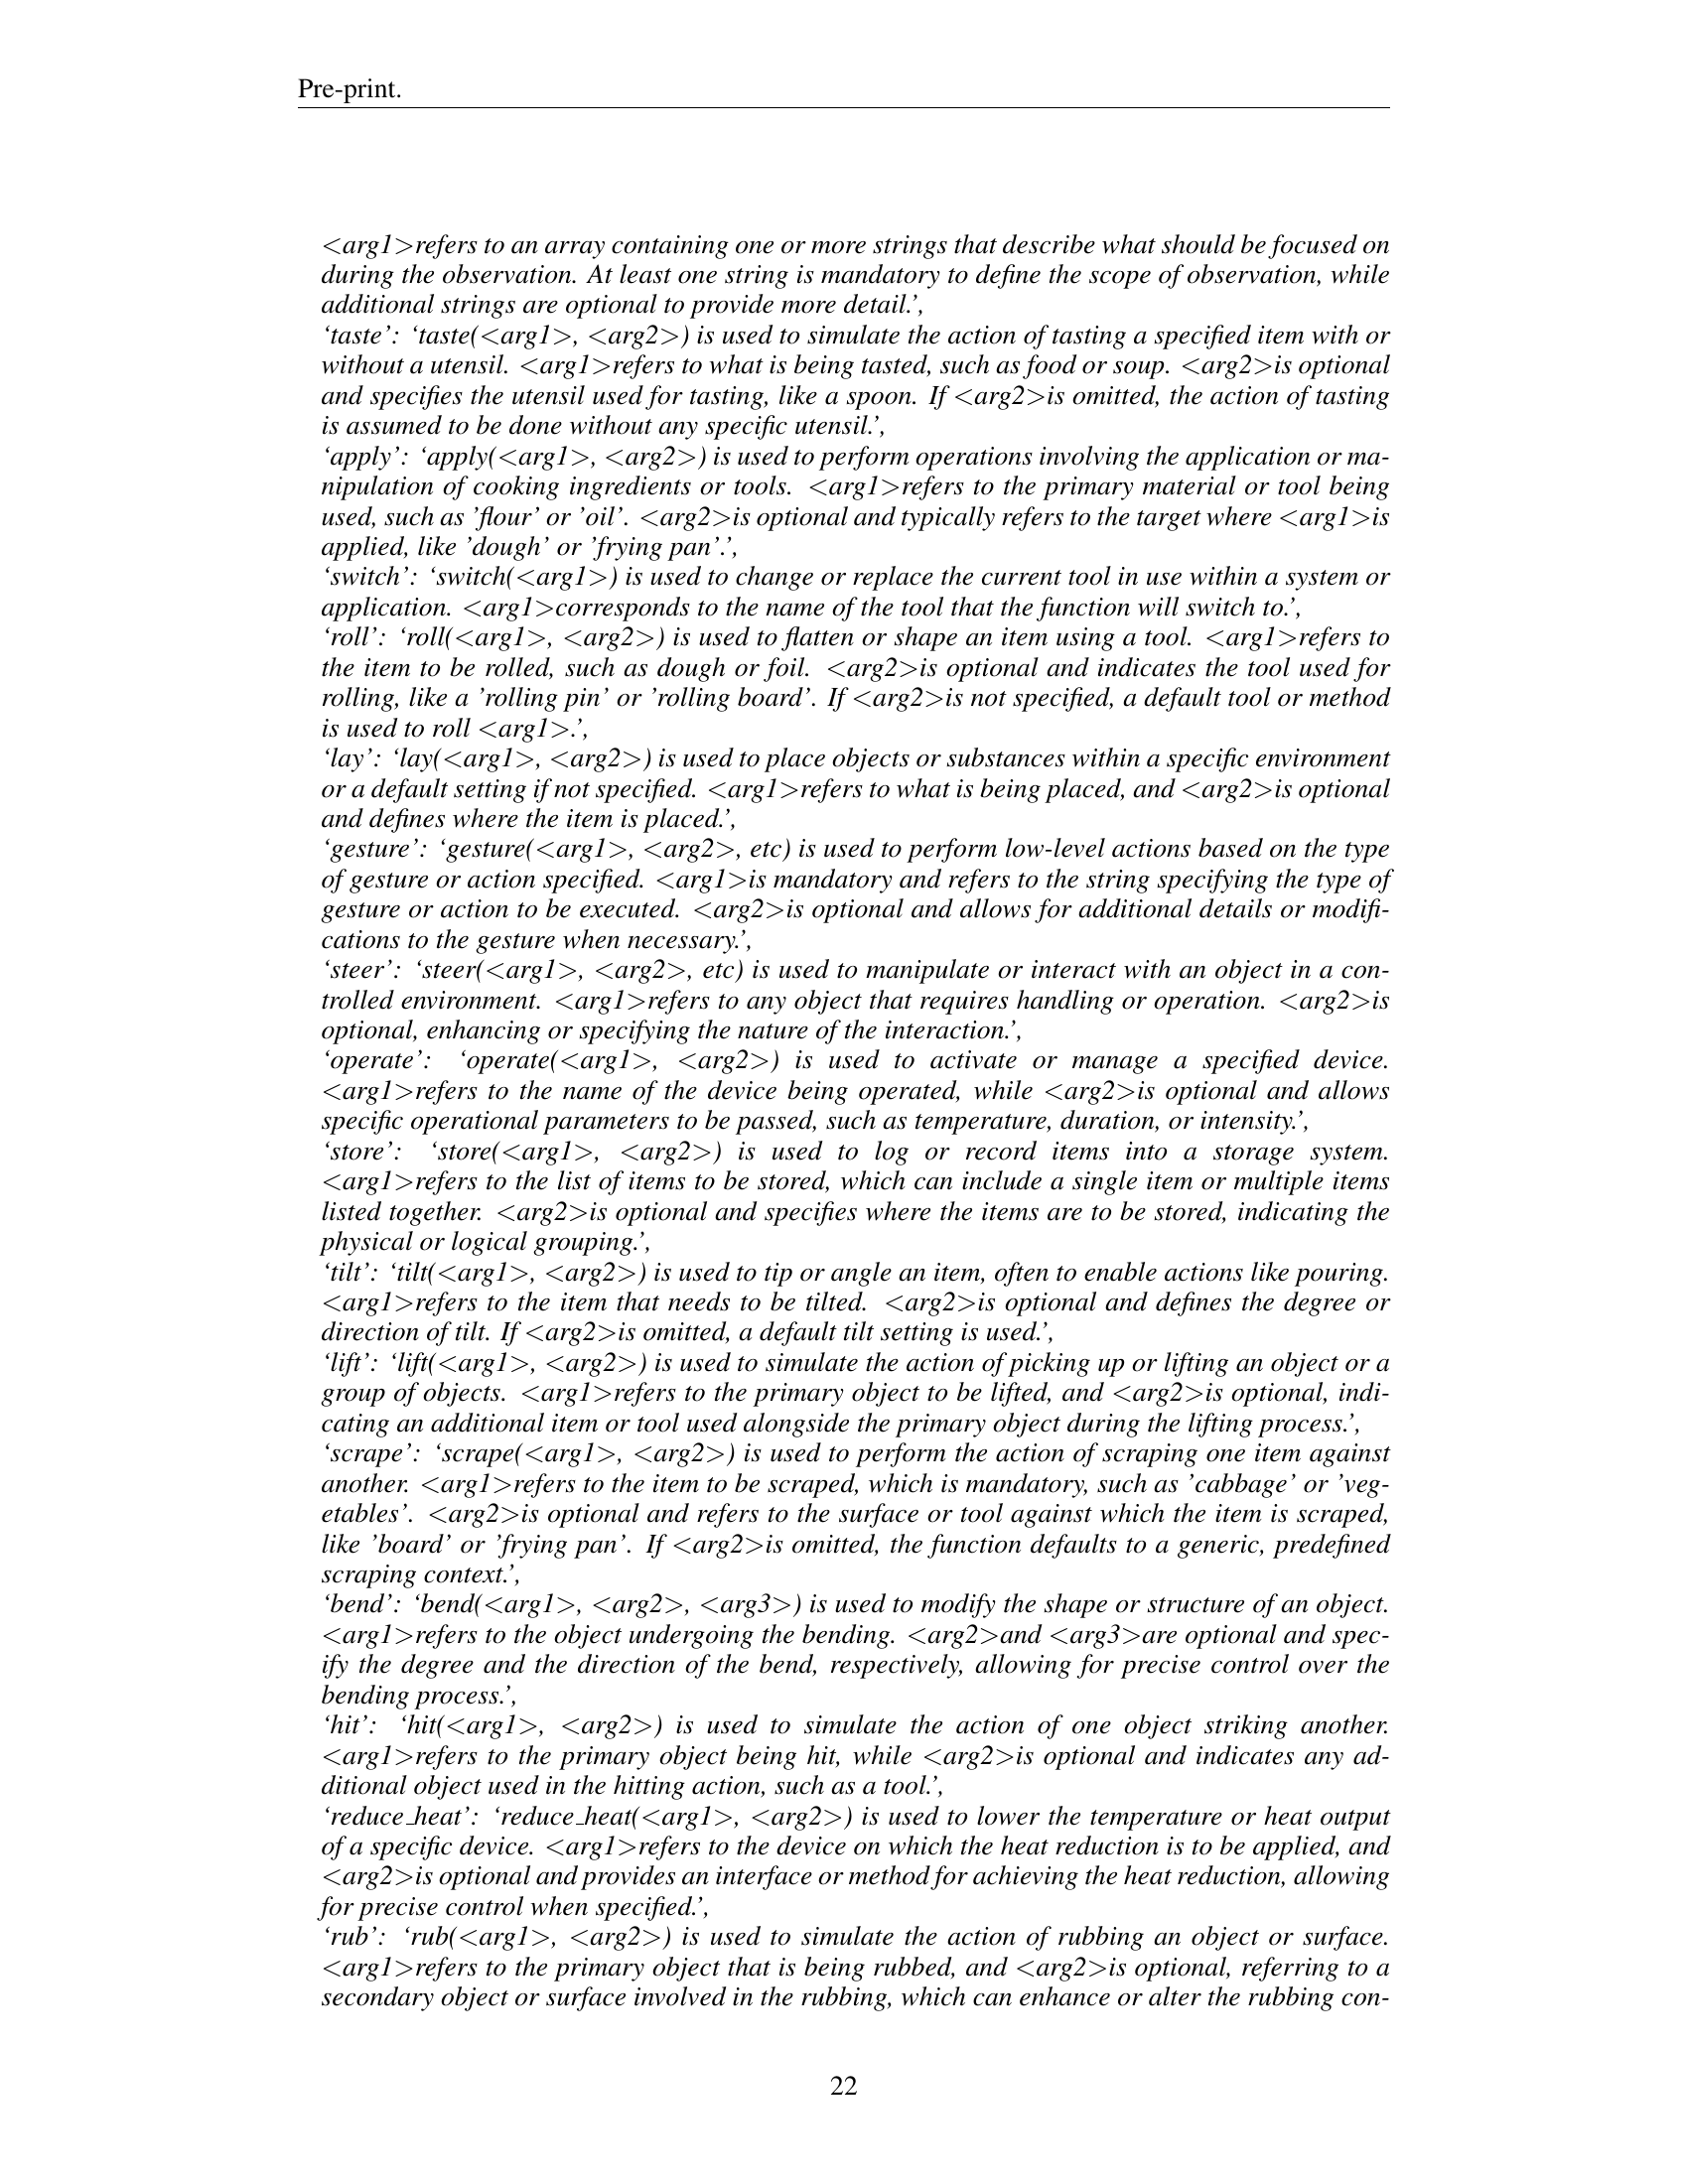 Pre-print.
<arg1>refers to an array containing one or more strings that describe what should be focused on
during the observation. At least one string is mandatory to define the scope of observation, while
additional strings are optional to provide more detail.’,
‘taste’: ‘taste(<arg1>, <arg2>) is used to simulate the action of tasting a specified item with or
without a utensil. <arg1>refers to what is being tasted, such as food or soup. <arg2>is optional
and specifies the utensil used for tasting, like a spoon. If <arg2>is omitted, the action of tasting
is assumed to be done without any specific utensil.’,
‘apply’: ‘apply(<arg1>, <arg2>) is used to perform operations involving the application or ma-
nipulation of cooking ingredients or tools. <arg1>refers to the primary material or tool being
used, such as ’flour’ or ’oil’. <arg2>is optional and typically refers to the target where <arg1>is
applied, like ’dough’ or ’frying pan’.’,
‘switch’: ‘switch(<arg1>) is used to change or replace the current tool in use within a system or
application. <arg1>corresponds to the name of the tool that the function will switch to.’,
‘roll’: ‘roll(<arg1>, <arg2>) is used to flatten or shape an item using a tool. <arg1>refers to
the item to be rolled, such as dough or foil. <arg2>is optional and indicates the tool used for
rolling, like a ’rolling pin’ or ’rolling board’. If <arg2>is not specified, a default tool or method
is used to roll <arg1>.’,
‘lay’: ‘lay(<arg1>, <arg2>) is used to place objects or substances within a specific environment
or a default setting if not specified. <arg1>refers to what is being placed, and <arg2>is optional
and defines where the item is placed.’,
‘gesture’: ‘gesture(<arg1>, <arg2>, etc) is used to perform low-level actions based on the type
of gesture or action specified. <arg1>is mandatory and refers to the string specifying the type of
gesture or action to be executed. <arg2>is optional and allows for additional details or modifi-
cations to the gesture when necessary.’,
‘steer’: ‘steer(<arg1>, <arg2>, etc) is used to manipulate or interact with an object in a con-
trolled environment. <arg1>refers to any object that requires handling or operation. <arg2>is
optional, enhancing or specifying the nature of the interaction.’,
‘operate’: ‘operate(<arg1>, <arg2>) is used to activate or manage a specified device.
<arg1>refers to the name of the device being operated, while <arg2>is optional and allows
specific operational parameters to be passed, such as temperature, duration, or intensity.’,
‘store’: ‘store(<arg1>, <arg2>) is used to log or record items into a storage system.
<arg1>refers to the list of items to be stored, which can include a single item or multiple items
listed together. <arg2>is optional and specifies where the items are to be stored, indicating the
physical or logical grouping.’,
‘tilt’: ‘tilt(<arg1>, <arg2>) is used to tip or angle an item, often to enable actions like pouring.
<arg1>refers to the item that needs to be tilted. <arg2>is optional and defines the degree or
direction of tilt. If <arg2>is omitted, a default tilt setting is used.’,
‘lift’: ‘lift(<arg1>, <arg2>) is used to simulate the action of picking up or lifting an object or a
group of objects. <arg1>refers to the primary object to be lifted, and <arg2>is optional, indi-
cating an additional item or tool used alongside the primary object during the lifting process.’,
‘scrape’: ‘scrape(<arg1>, <arg2>) is used to perform the action of scraping one item against
another. <arg1>refers to the item to be scraped, which is mandatory, such as ’cabbage’ or ’veg-
etables’. <arg2>is optional and refers to the surface or tool against which the item is scraped,
like ’board’ or ’frying pan’. If <arg2>is omitted, the function defaults to a generic, predefined
scraping context.’,
‘bend’: ‘bend(<arg1>, <arg2>, <arg3>) is used to modify the shape or structure of an object.
<arg1>refers to the object undergoing the bending. <arg2>and <arg3>are optional and spec-
ify the degree and the direction of the bend, respectively, allowing for precise control over the
bending process.’,
‘hit’: ‘hit(<arg1>, <arg2>) is used to simulate the action of one object striking another.
<arg1>refers to the primary object being hit, while <arg2>is optional and indicates any ad-
ditional object used in the hitting action, such as a tool.’,
‘reduce_heat’: ‘reduce_heat(<arg1>, <arg2>) is used to lower the temperature or heat output
of a specific device. <arg1>refers to the device on which the heat reduction is to be applied, and
<arg2>is optional and provides an interface or method for achieving the heat reduction, allowing
for precise control when specified.’,
‘rub’: ‘rub(<arg1>, <arg2>) is used to simulate the action of rubbing an object or surface.
<arg1>refers to the primary object that is being rubbed, and <arg2>is optional, referring to a
secondary object or surface involved in the rubbing, which can enhance or alter the rubbing con-
22